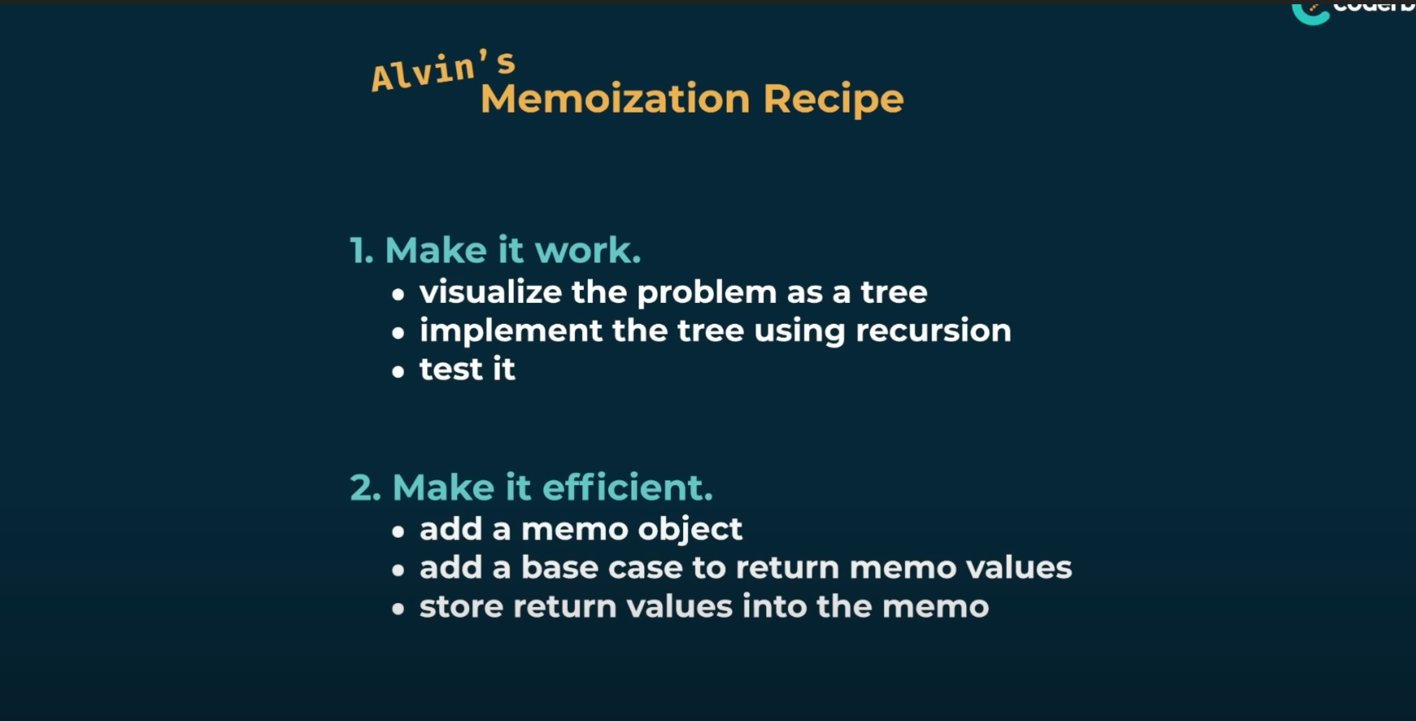 Alvin's
Memoization Recipe
1. Make it work.
• visualize the problem as a tree
• implement the tree using recursion
• test it
2. Make it efficient.
• add a memo object
• add a base case to return memo values
• store return values into the memo